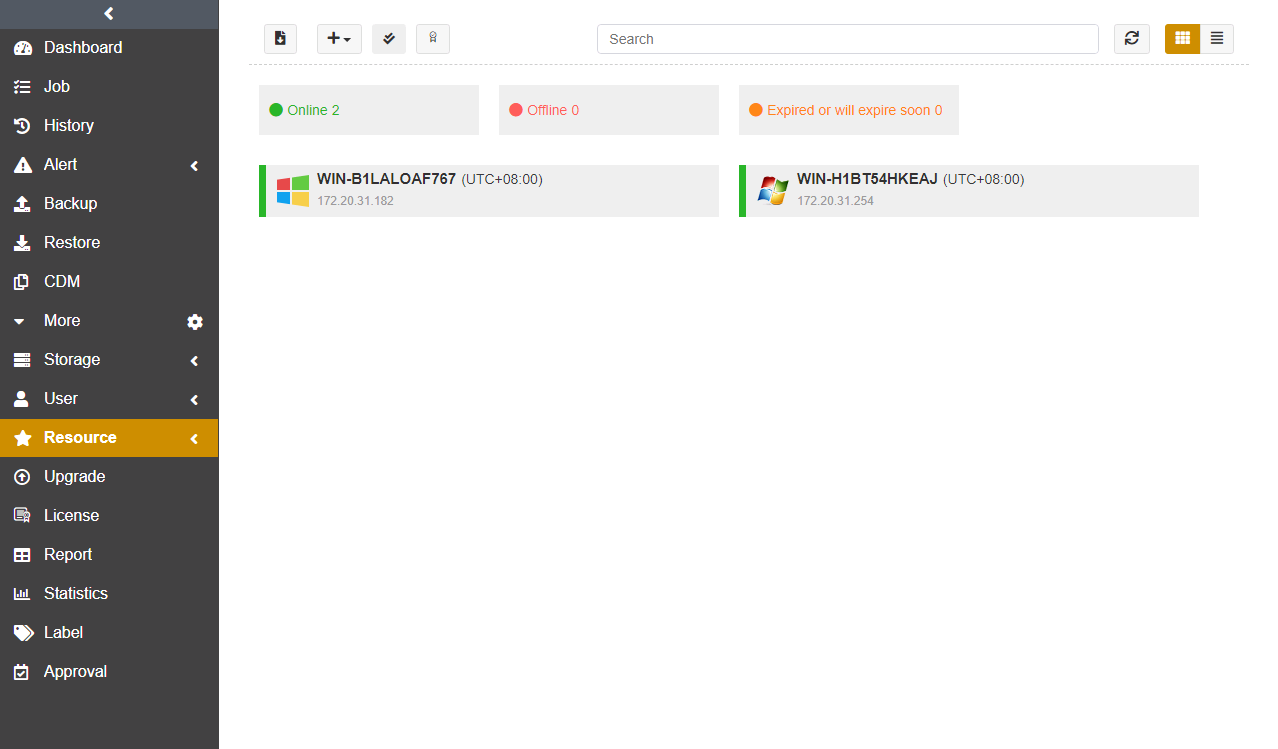 Dashboard
Job
History
Alert
Backup
Restore
CDM
More
Storage
User
Resource
Upgrade
License
Report
Statistics
Label
Approval
Search
Online 2
Offline 0
Expired or will expire soon 0
WIN-B1LALOAF767 (UTC+08:00)
172.20.31.182
WIN-H1BT54HKEAJ (UTC+08:00)
172.20.31.254